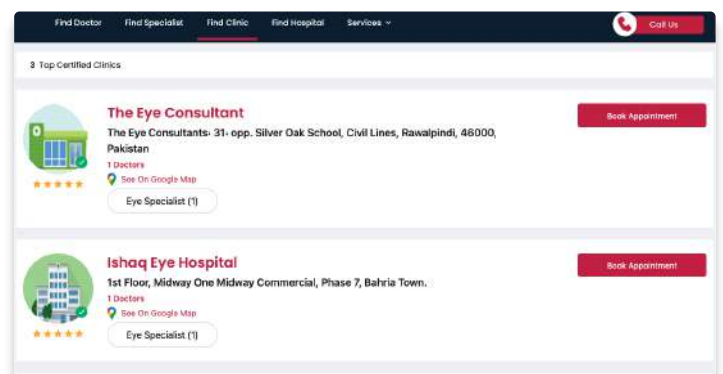 Find Doctor Find Specialist Find Clinic Find Hospital Services Call Us
3 Top Certified Clinics
The Eye Consultant
Book Appointment
The Eye Consultants- 31- opp. Silver Oak School, Civil Lines, Rawalpindi, 46000,
Pakistan
1 Doctors
See On Google Map
Eye Specialist (1)
Ishaq Eye Hospital
Book Appointment
1st Floor, Midway One Midway Commercial, Phase 7, Bahria Town.
1 Doctors
See On Google Map
Eye Specialist (1)